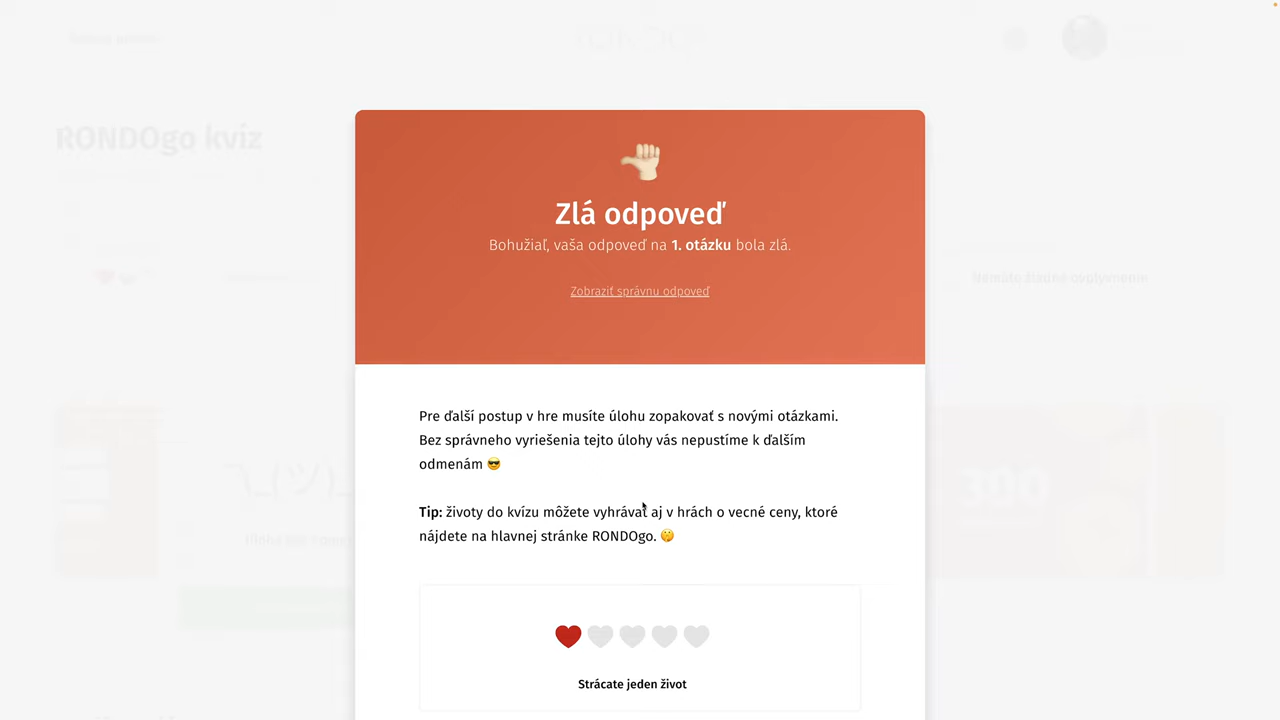 RONDOgo kvíz
Zlá odpoveď
Bohužiaľ, vaša odpoveď na 1. otázku bola zlá.
Zobraziť správnu odpoveď
Pre ďalší postup v hre musíte úlohu zopakovať s novými otázkami.
Bez správneho vyriešenia tejto úlohy vás nepustíme k ďalším
odmenám 😎
Tip: životy do kvízu môžete vyhrávať aj v hrách o vecné ceny, ktoré
nájdete na hlavnej stránke RONDOgo. 🤫
Strácate jeden život